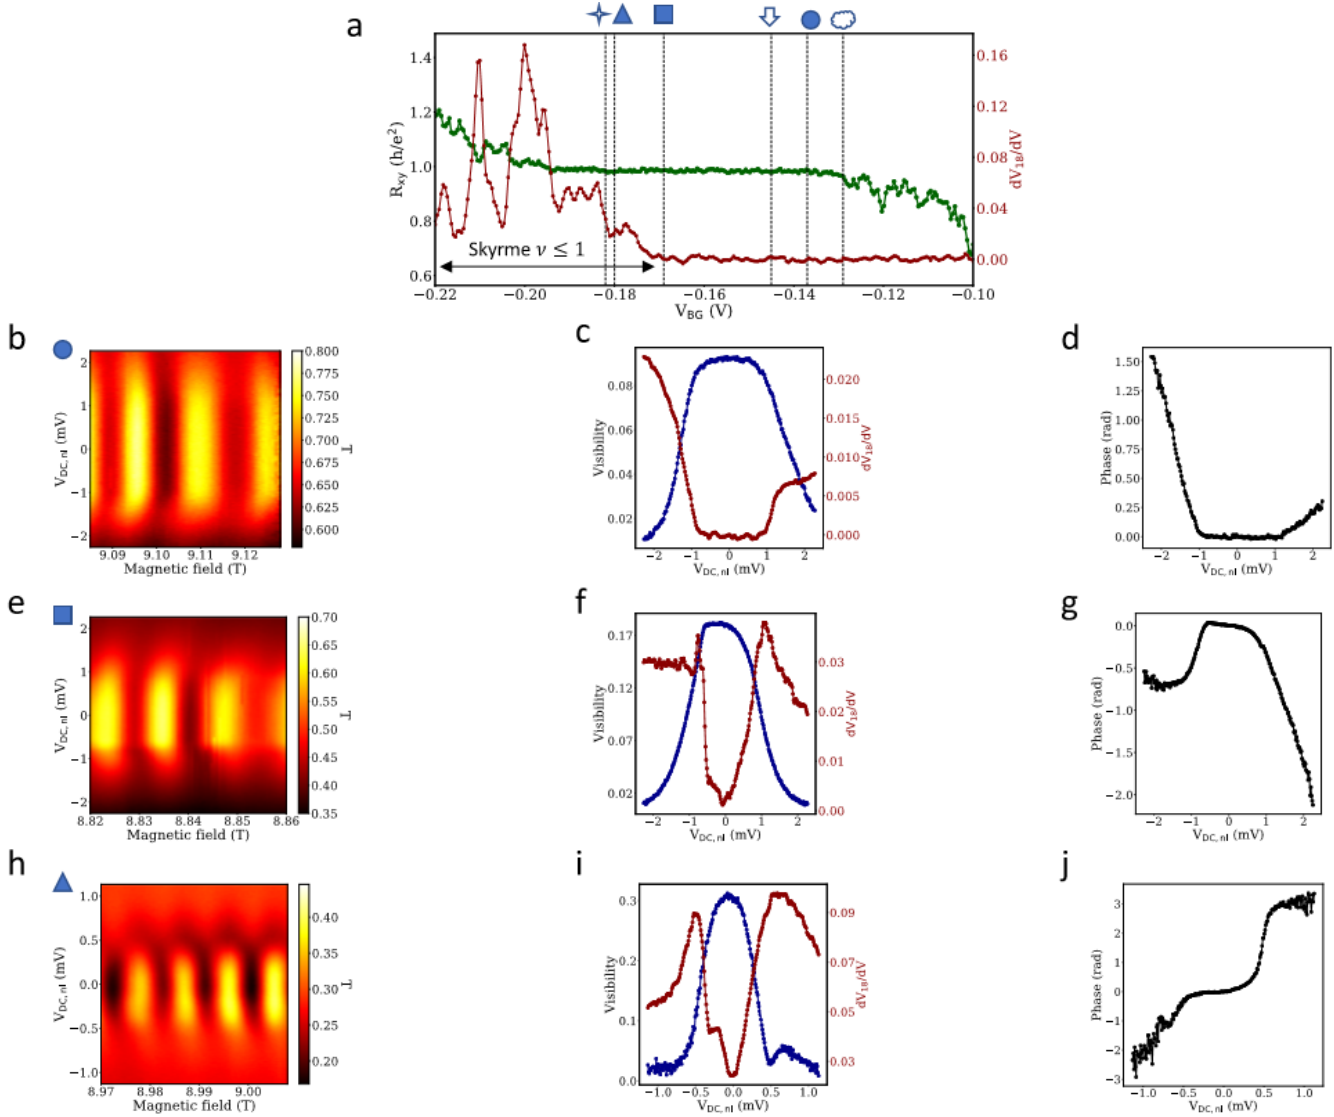 a
R_xy (h/e²)
1.4
1.2
1.0
0.8
0.6
0.16
0.12
0.08
0.04
0.00
dV₁₈/dV
Skyrme ν ≤ 1
−0.22 −0.20 −0.18 −0.16 −0.14 −0.12 −0.10
V_BG (V)
b
V_DC, nl (mV)
2
1
0
−1
−2
9.09 9.10 9.11 9.12
Magnetic field (T)
0.800
0.775
0.750
0.725
0.700
0.675
0.650
0.625
0.600
T
c
Visibility
0.08
0.06
0.04
0.02
0.020
0.015
0.010
0.005
0.000
dV₁₈/dV
−2 −1 0 1 2
V_DC, nl (mV)
d
Phase (rad)
1.50
1.25
1.00
0.75
0.50
0.25
0.00
−2 −1 0 1 2
V_DC, nl (mV)
e
V_DC, nl (mV)
2
1
0
−1
−2
8.82 8.83 8.84 8.85 8.86
Magnetic field (T)
0.70
0.65
0.60
0.55
0.50
0.45
0.40
0.35
T
f
Visibility
0.17
0.12
0.07
0.02
0.03
0.02
0.01
0.00
dV₁₈/dV
−2 −1 0 1 2
V_DC, nl (mV)
g
Phase (rad)
0.0
−0.5
−1.0
−1.5
−2.0
−2 −1 0 1 2
V_DC, nl (mV)
h
V_DC, nl (mV)
1.0
0.5
0.0
−0.5
−1.0
8.97 8.98 8.99 9.00
Magnetic field (T)
0.40
0.35
0.30
0.25
0.20
T
i
Visibility
0.3
0.2
0.1
0.0
0.09
0.07
0.05
0.03
dV₁₈/dV
−1.0 −0.5 0.0 0.5 1.0
V_DC, nl (mV)
j
Phase (rad)
3
2
1
0
−1
−2
−3
−1.0 −0.5 0.0 0.5 1.0
V_DC, nl (mV)